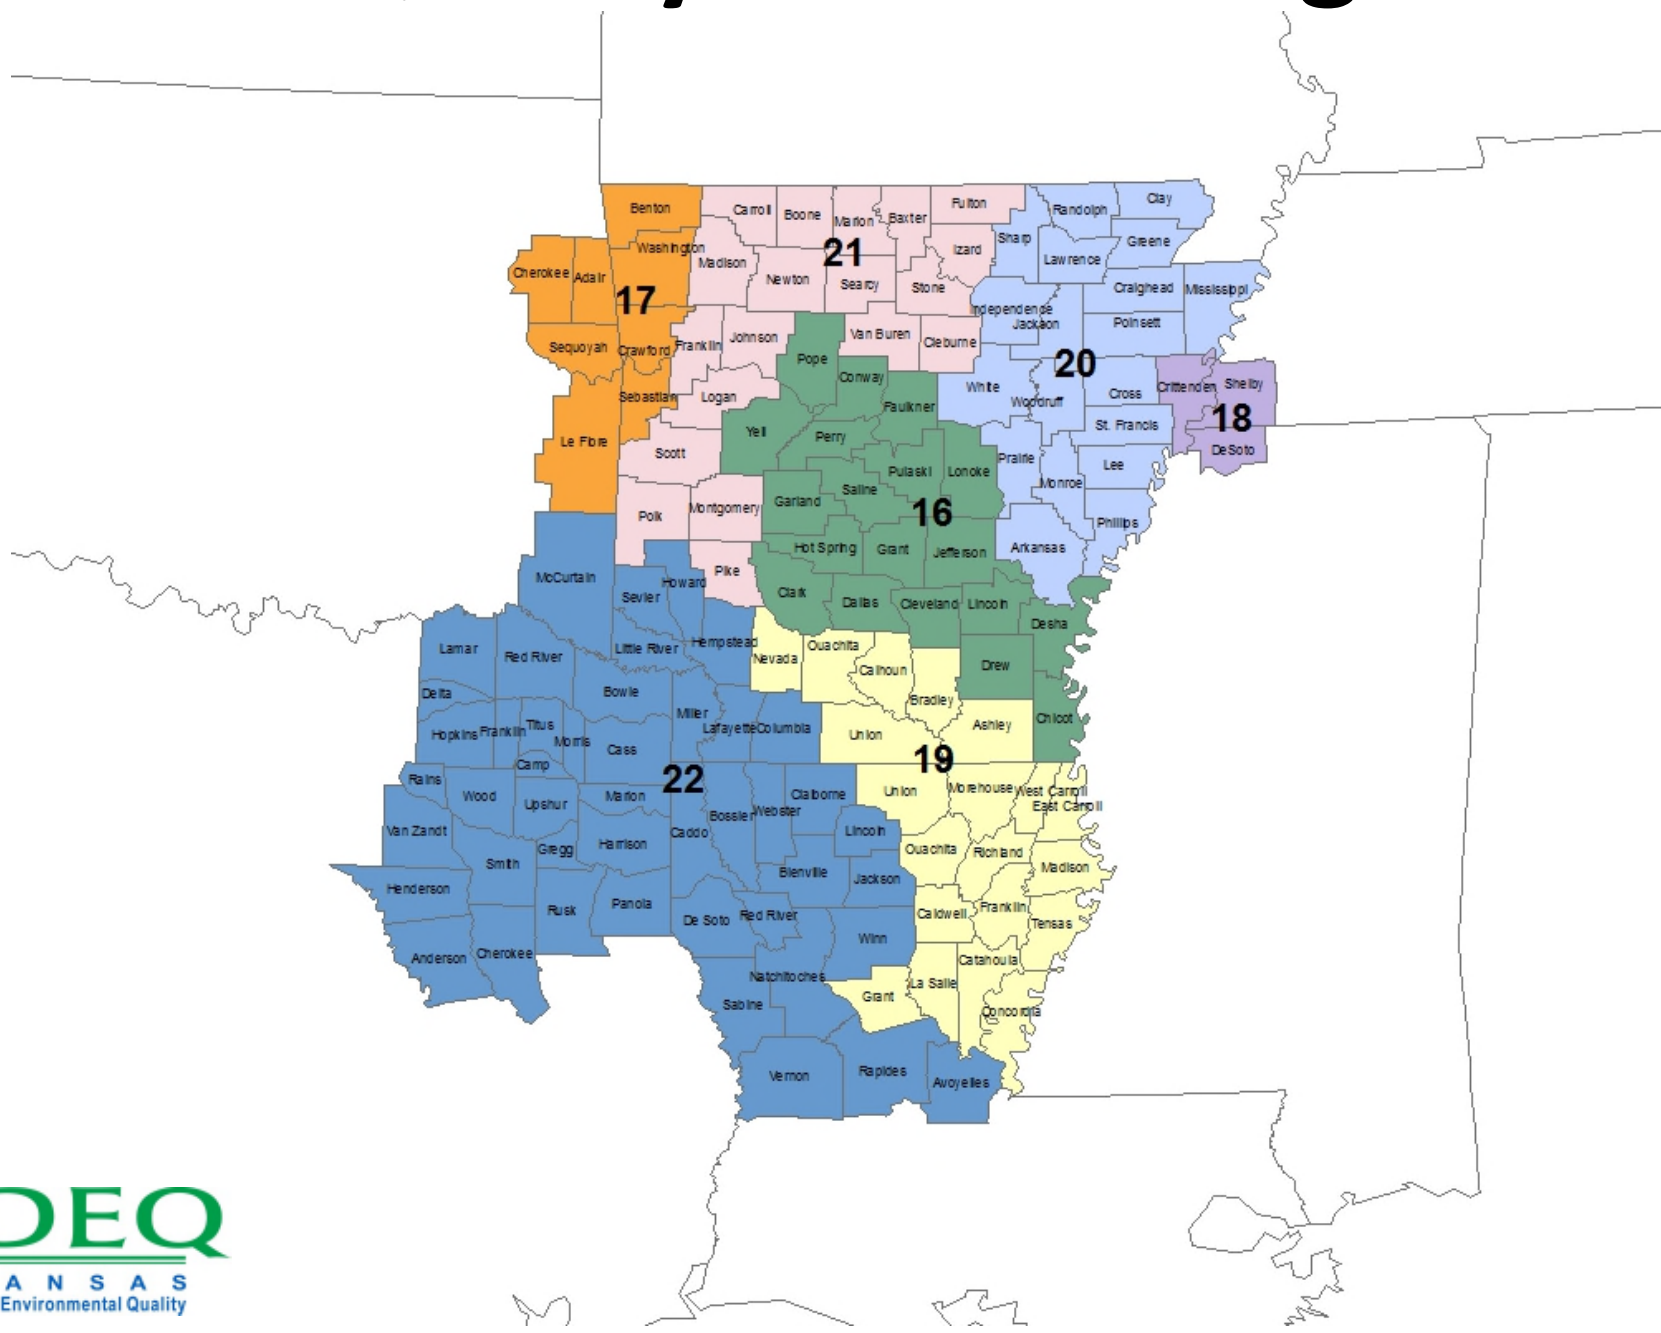 Benton
Carroll
Boone
Marion
Baxter
Fulton
Randolph
Clay
Washington
Sharp
Greene
Cherokee
Adair
Madison
21
Izard
Lawrence
17
Newton
Searcy
Stone
Craighead
Mississippi
Independence
Jackson
Poinsett
Sequoyah
Crawford
Franklin
Johnson
Van Buren
Cleburne
Pope
20
Conway
White
Woodruff
Cross
Crittenden
Shelby
Sebastian
Logan
Faulkner
18
St. Francis
Le Flore
Yell
Perry
Scott
DeSoto
Pulaski
Lonoke
Prairie
Lee
Saline
Monroe
Garland
16
Polk
Montgomery
Phillips
Hot Spring
Grant
Jefferson
Arkansas
McCurtain
Howard
Pike
Sevier
Clark
Dallas
Cleveland
Lincoln
Desha
Lamar
Red River
Little River
Hempstead
Nevada
Ouachita
Calhoun
Drew
Delta
Bowie
Bradley
Miller
Chicot
Hopkins
Franklin
Titus
Morris
Cass
Lafayette
Columbia
Union
Ashley
Camp
19
Rains
22
Wood
Upshur
Marion
Claiborne
Union
Morehouse
West Carroll
East Carroll
Bossier
Webster
Van Zandt
Caddo
Lincoln
Smith
Gregg
Harrison
Ouachita
Richland
Madison
Henderson
Bienville
Jackson
Rusk
Panola
De Soto
Red River
Caldwell
Franklin
Tensas
Winn
Anderson
Cherokee
Natchitoches
Catahoula
Sabine
Grant
La Salle
Concordia
Vernon
Rapides
Avoyelles
DEQ
ANSAS
Environmental Quality